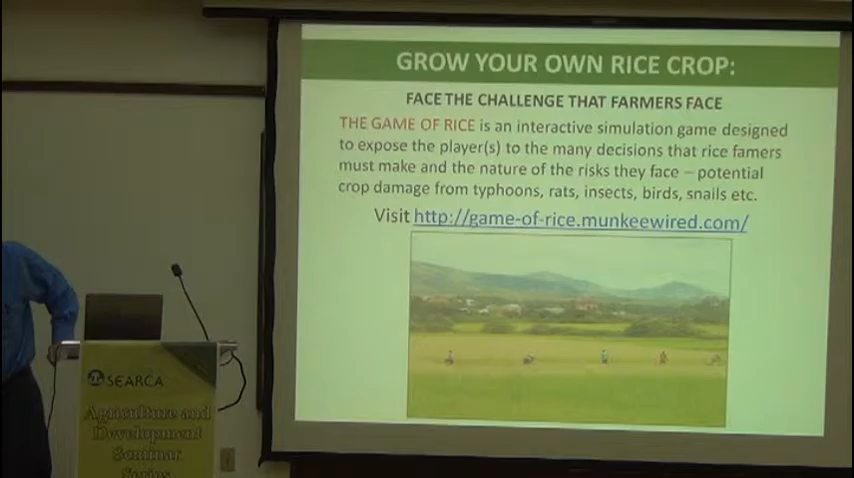 GROW YOUR OWN RICE CROP:
FACE THE CHALLENGE THAT FARMERS FACE
THE GAME OF RICE is an interactive simulation game designed
to expose the player(s) to the many decisions that rice famers
must make and the nature of the risks they face – potential
crop damage from typhoons, rats, insects, birds, snails etc.
Visit http://game-of-rice.munkeewired.com/
SEARCA
Agriculture and
Development
Seminar
Series